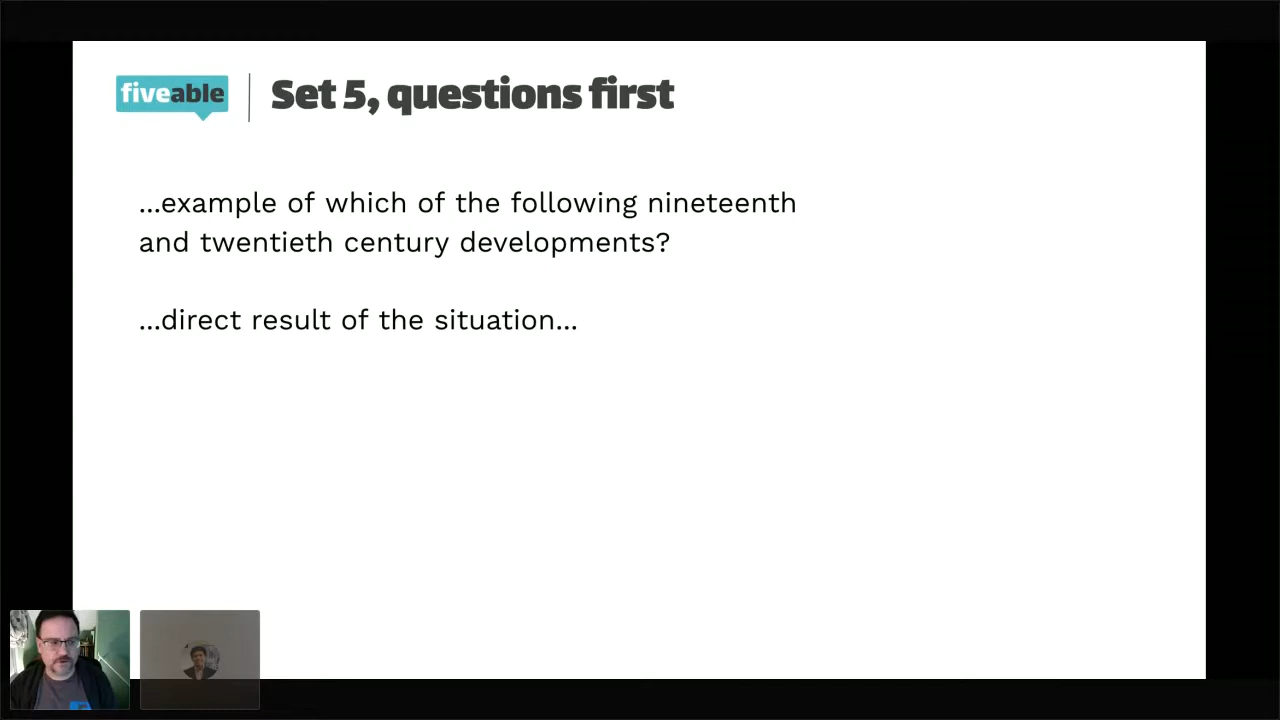 fiveable
Set 5, questions first
...example of which of the following nineteenth
and twentieth century developments?
...direct result of the situation...